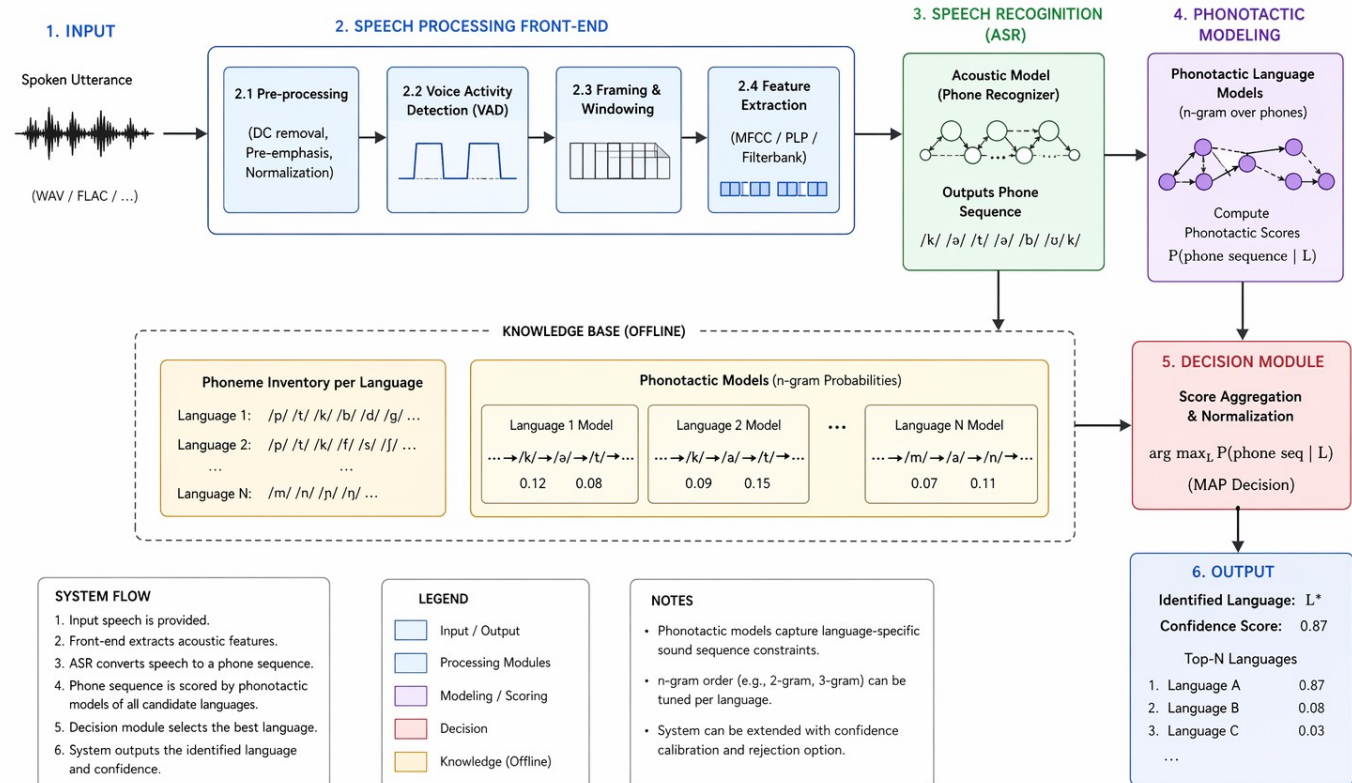 1. INPUT
Spoken Utterance
(WAV / FLAC / ...)
2. SPEECH PROCESSING FRONT-END
2.1 Pre-processing
(DC removal,
Pre-emphasis,
Normalization)
2.2 Voice Activity
Detection (VAD)
2.3 Framing &
Windowing
2.4 Feature
Extraction
(MFCC / PLP /
Filterbank)
3. SPEECH RECOGINITION
(ASR)
Acoustic Model
(Phone Recognizer)
Outputs Phone
Sequence
/k/ /ə/ /t/ /ə/ /b/ /ʊ/ k/
4. PHONOTACTIC
MODELING
Phonotactic Language
Models
(n-gram over phones)
Compute
Phonotactic Scores
P(phone sequence | L)
KNOWLEDGE BASE (OFFLINE)
Phoneme Inventory per Language
Language 1: /p/ /t/ /k/ /b/ /d/ /g/ ...
Language 2: /p/ /t/ /k/ /f/ /s/ /ʃ/ ...
... ...
Language N: /m/ /n/ /ɲ/ /ŋ/ ...
Phonotactic Models (n-gram Probabilities)
Language 1 Model
... → /k/ → /ə/ → /t/ → ...
0.12 0.08
Language 2 Model
... → /k/ → /a/ → /t/ → ...
0.09 0.15
...
Language N Model
... → /m/ → /a/ → /n/ → ...
0.07 0.11
5. DECISION MODULE
Score Aggregation
& Normalization
arg max_L P(phone seq | L)
(MAP Decision)
6. OUTPUT
Identified Language: L*
Confidence Score: 0.87
Top-N Languages
1. Language A 0.87
2. Language B 0.08
3. Language C 0.03
...
SYSTEM FLOW
1. Input speech is provided.
2. Front-end extracts acoustic features.
3. ASR converts speech to a phone sequence.
4. Phone sequence is scored by phonotactic
models of all candidate languages.
5. Decision module selects the best language.
6. System outputs the identified language
and confidence.
LEGEND
Input / Output
Processing Modules
Modeling / Scoring
Decision
Knowledge (Offline)
NOTES
• Phonotactic models capture language-specific
sound sequence constraints.
• n-gram order (e.g., 2-gram, 3-gram) can be
tuned per language.
• System can be extended with confidence
calibration and rejection option.